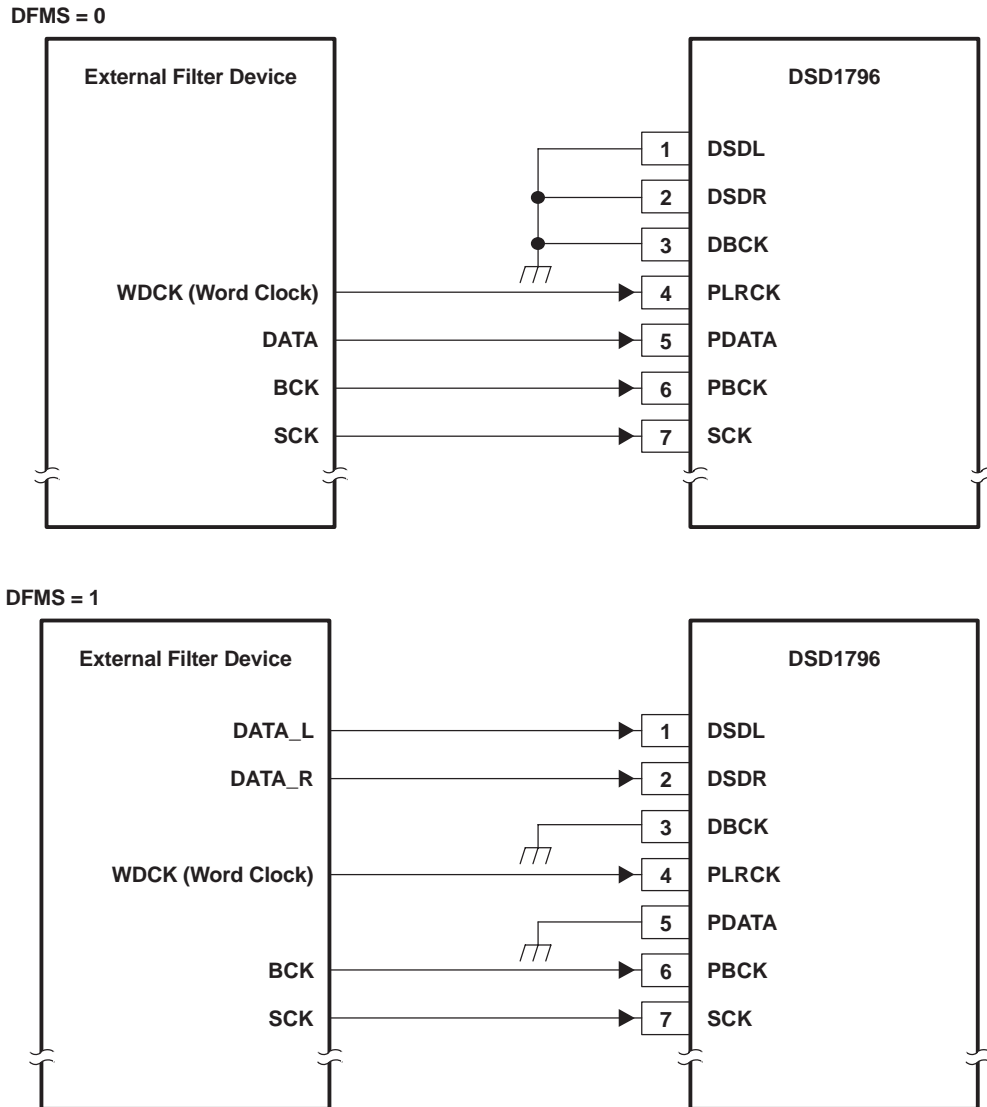 DFMS = 0
External Filter Device
DSD1796
1 DSDL
2 DSDR
3 DBCK
WDCK (Word Clock) 4 PLRCK
DATA 5 PDATA
BCK 6 PBCK
SCK 7 SCK
DFMS = 1
External Filter Device
DSD1796
DATA_L 1 DSDL
DATA_R 2 DSDR
3 DBCK
WDCK (Word Clock) 4 PLRCK
5 PDATA
BCK 6 PBCK
SCK 7 SCK